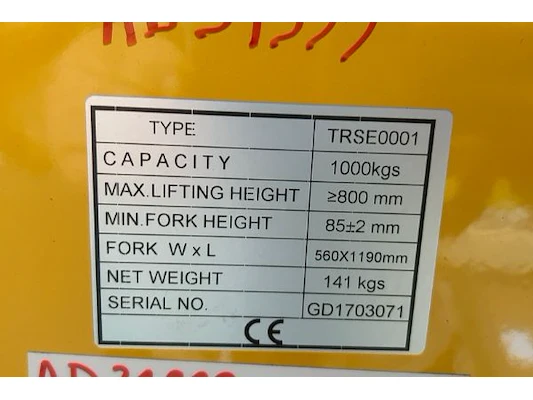 TYPE TRSE0001
CAPACITY 1000kgs
MAX.LIFTING HEIGHT ≥800 mm
MIN.FORK HEIGHT 85±2 mm
FORK W x L 560X1190mm
NET WEIGHT 141 kgs
SERIAL NO. GD1703071
CE